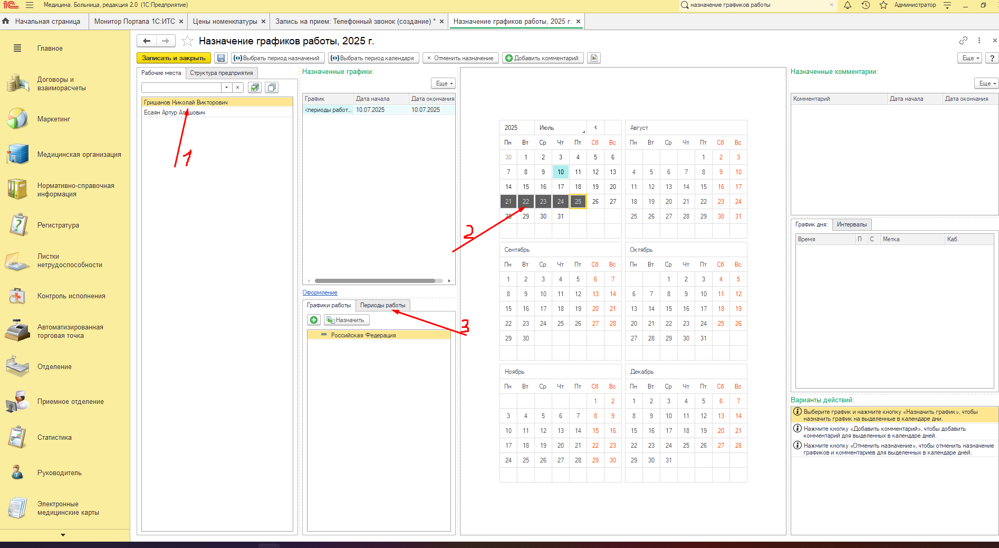 Медицина. Больница, редакция 2.0 (1С:Предприятие)
назначение графиков работы
Администратор
Начальная страница
Монитор Портала 1С:ИТС
Цены номенклатуры
Запись на прием: Телефонный звонок (создание) *
Назначение графиков работы, 2025 г.
Главное
Договоры и
взаиморасчеты
Маркетинг
Медицинская организация
Нормативно-справочная
информация
Регистратура
Листки
нетрудоспособности
Контроль исполнения
Автоматизированная
торговая точка
Отделение
Приемное отделение
Статистика
Руководитель
Электронные
медицинские карты
Назначение графиков работы, 2025 г.
Записать и закрыть
Выбрать период назначений
Выбрать период календаря
Отменить назначение
Добавить комментарий
Еще
?
Рабочие места
Структура предприятия
Гришанов Николай Викторович
Есаян Артур
1
Назначенные графики:
Еще
График Дата начала Дата окончания
<периоды работ... 10.07.2025 10.07.2025
Оформление
Графики работы
Периоды работы
Назначить
Российская Федерация
3
2
2025 Июль
Пн Вт Ср Чт Пт Сб Вс
30 1 2 3 4 5 6
7 8 9 10 11 12 13
14 15 16 17 18 19 20
21 22 23 24 25 26 27
28 29 30 31
Август
Пн Вт Ср Чт Пт Сб Вс
1 2 3
4 5 6 7 8 9 10
11 12 13 14 15 16 17
18 19 20 21 22 23 24
25 26 27 28 29 30 31
Сентябрь
Пн Вт Ср Чт Пт Сб Вс
1 2 3 4 5 6 7
8 9 10 11 12 13 14
15 16 17 18 19 20 21
22 23 24 25 26 27 28
29 30
Октябрь
Пн Вт Ср Чт Пт Сб Вс
1 2 3 4 5
6 7 8 9 10 11 12
13 14 15 16 17 18 19
20 21 22 23 24 25 26
27 28 29 30 31
Ноябрь
Пн Вт Ср Чт Пт Сб Вс
1 2
3 4 5 6 7 8 9
10 11 12 13 14 15 16
17 18 19 20 21 22 23
24 25 26 27 28 29 30
Декабрь
Пн Вт Ср Чт Пт Сб Вс
1 2 3 4 5 6 7
8 9 10 11 12 13 14
15 16 17 18 19 20 21
22 23 24 25 26 27 28
29 30 31
Назначенные комментарии:
Еще
Комментарий Дата начала Дата окончания
График дня:
Интервалы
Время П С Метка Каб.
Варианты действий:
Выберите график и нажмите кнопку «Назначить график», чтобы
назначить график на выделенные в календаре дни.
Нажмите кнопку «Добавить комментарий», чтобы добавить
комментарий для выделенных в календаре дней.
Нажмите кнопку «Отменить назначение», чтобы отменить назначение
графиков и комментариев для выделенных в календаре дней.